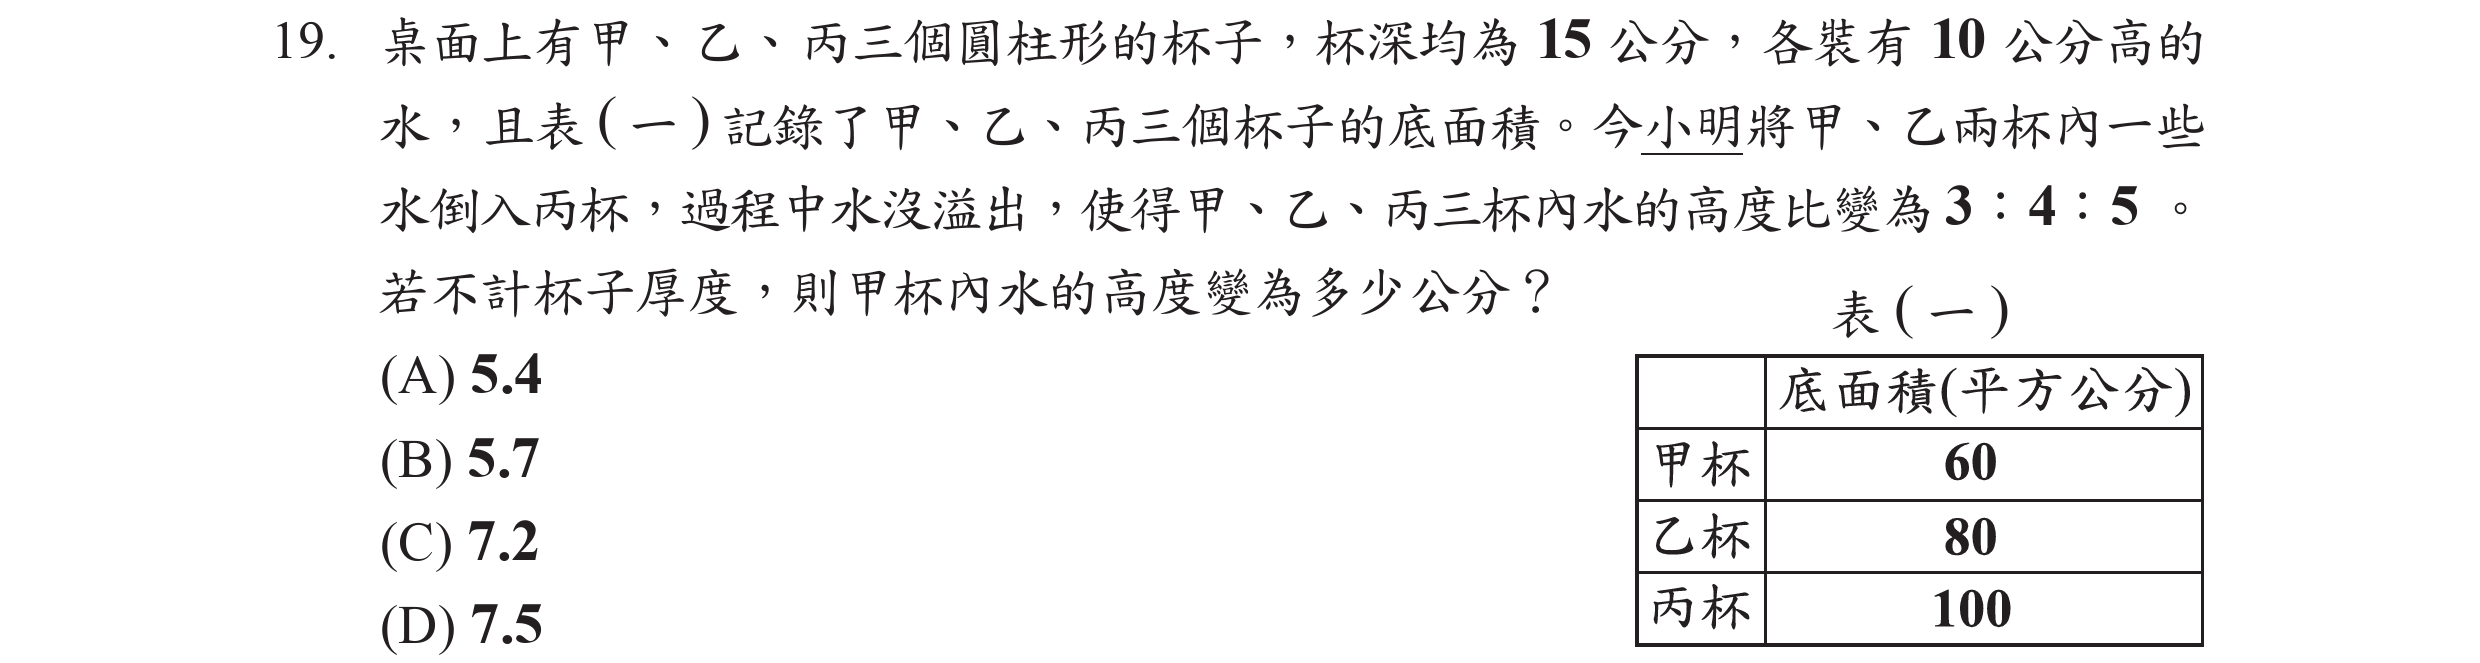 19. 桌面上有甲、乙、丙三個圓柱形的杯子，杯深均為 15 公分，各裝有 10 公分高的
水，且表(一)記錄了甲、乙、丙三個杯子的底面積。今小明將甲、乙兩杯內一些
水倒入丙杯，過程中水沒溢出，使得甲、乙、丙三杯內水的高度比變為 3：4：5 。
若不計杯子厚度，則甲杯內水的高度變為多少公分？
(A) 5.4
(B) 5.7
(C) 7.2
(D) 7.5
表(一)
底面積(平方公分)
甲杯 60
乙杯 80
丙杯 100